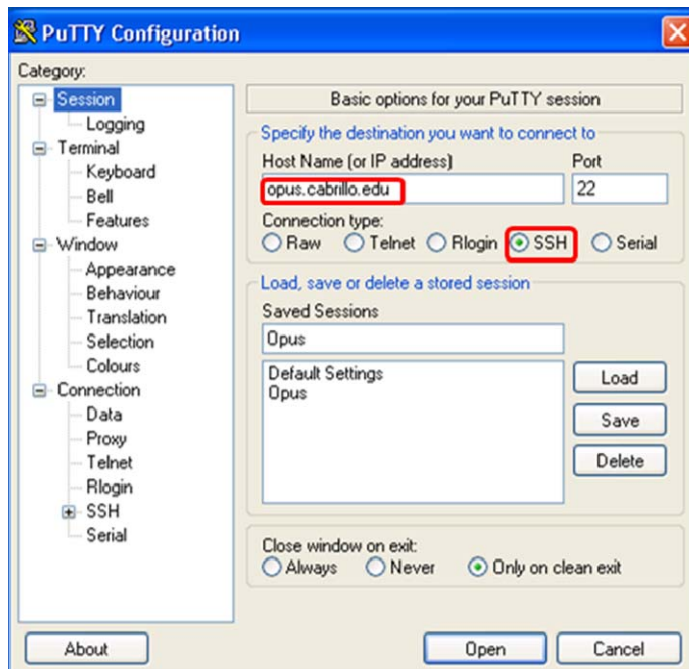 PuTTY Configuration
Category:
Session
Logging
Terminal
Keyboard
Bell
Features
Window
Appearance
Behaviour
Translation
Selection
Colours
Connection
Data
Proxy
Telnet
Rlogin
SSH
Serial
Basic options for your PuTTY session
Specify the destination you want to connect to
Host Name (or IP address) Port
opus.cabrillo.edu 22
Connection type:
Raw Telnet Rlogin SSH Serial
Load, save or delete a stored session
Saved Sessions
Opus
Default Settings
Opus
Load
Save
Delete
Close window on exit:
Always Never Only on clean exit
About Open Cancel